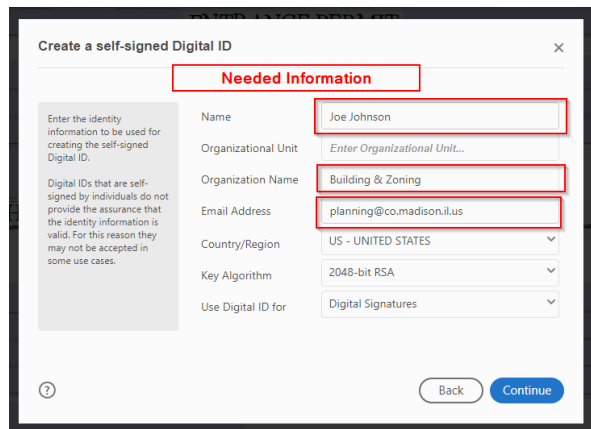 ENTRANCE PERMIT
Create a self-signed Digital ID
Needed Information
Enter the identity
information to be used for
creating the self-signed
Digital ID.
Digital IDs that are self-
signed by individuals do not
provide the assurance that
the identity information is
valid. For this reason they
may not be accepted in
some use cases.
Name
Joe Johnson
Organizational Unit
Enter Organizational Unit...
Organization Name
Building & Zoning
Email Address
planning@co.madison.il.us
Country/Region
US - UNITED STATES
Key Algorithm
2048-bit RSA
Use Digital ID for
Digital Signatures
?
Back
Continue